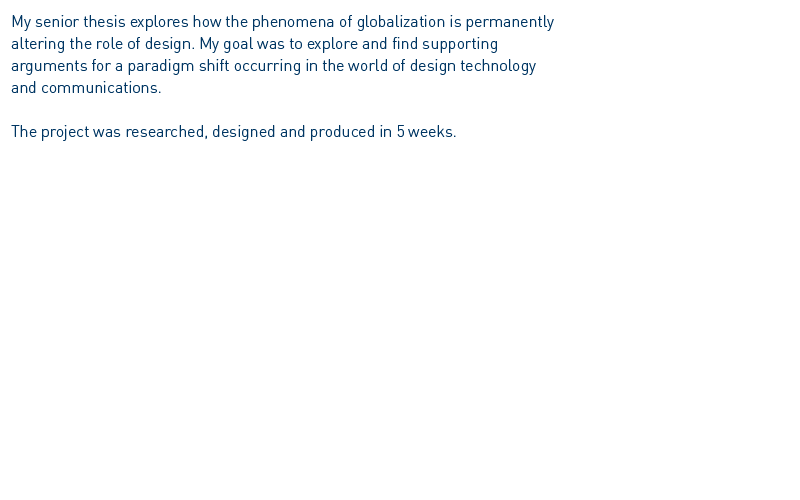 My senior thesis explores how the phenomena of globalization is permanently
altering the role of design. My goal was to explore and find supporting
arguments for a paradigm shift occurring in the world of design technology
and communications.
The project was researched, designed and produced in 5 weeks.